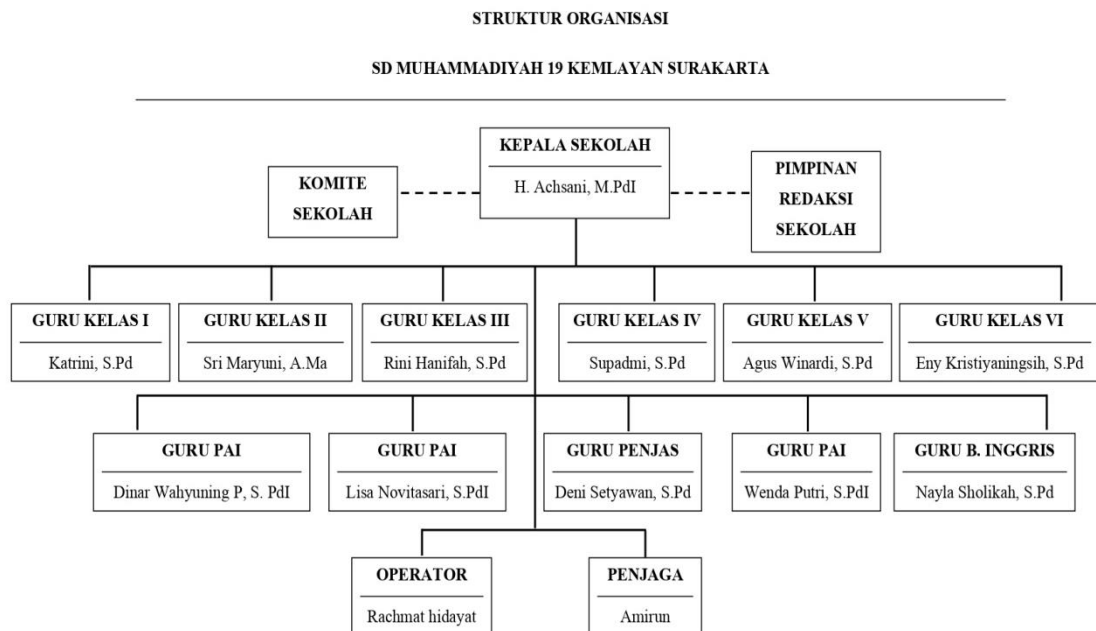 STRUKTUR ORGANISASI
SD MUHAMMADIYAH 19 KEMLAYAN SURAKARTA
KEPALA SEKOLAH
H. Achsani, M.PdI
KOMITE
SEKOLAH
PIMPINAN
REDAKSI
SEKOLAH
GURU KELAS I
Katrini, S.Pd
GURU KELAS II
Sri Maryuni, A.Ma
GURU KELAS III
Rini Hanifah, S.Pd
GURU KELAS IV
Supadmi, S.Pd
GURU KELAS V
Agus Winardi, S.Pd
GURU KELAS VI
Eny Kristiyaningsih, S.Pd
GURU PAI
Dinar Wahyuning P, S. PdI
GURU PAI
Lisa Novitasari, S.PdI
GURU PENJAS
Deni Setyawan, S.Pd
GURU PAI
Wenda Putri, S.PdI
GURU B. INGGRIS
Nayla Sholikah, S.Pd
OPERATOR
Rachmat hidayat
PENJAGA
Amirun